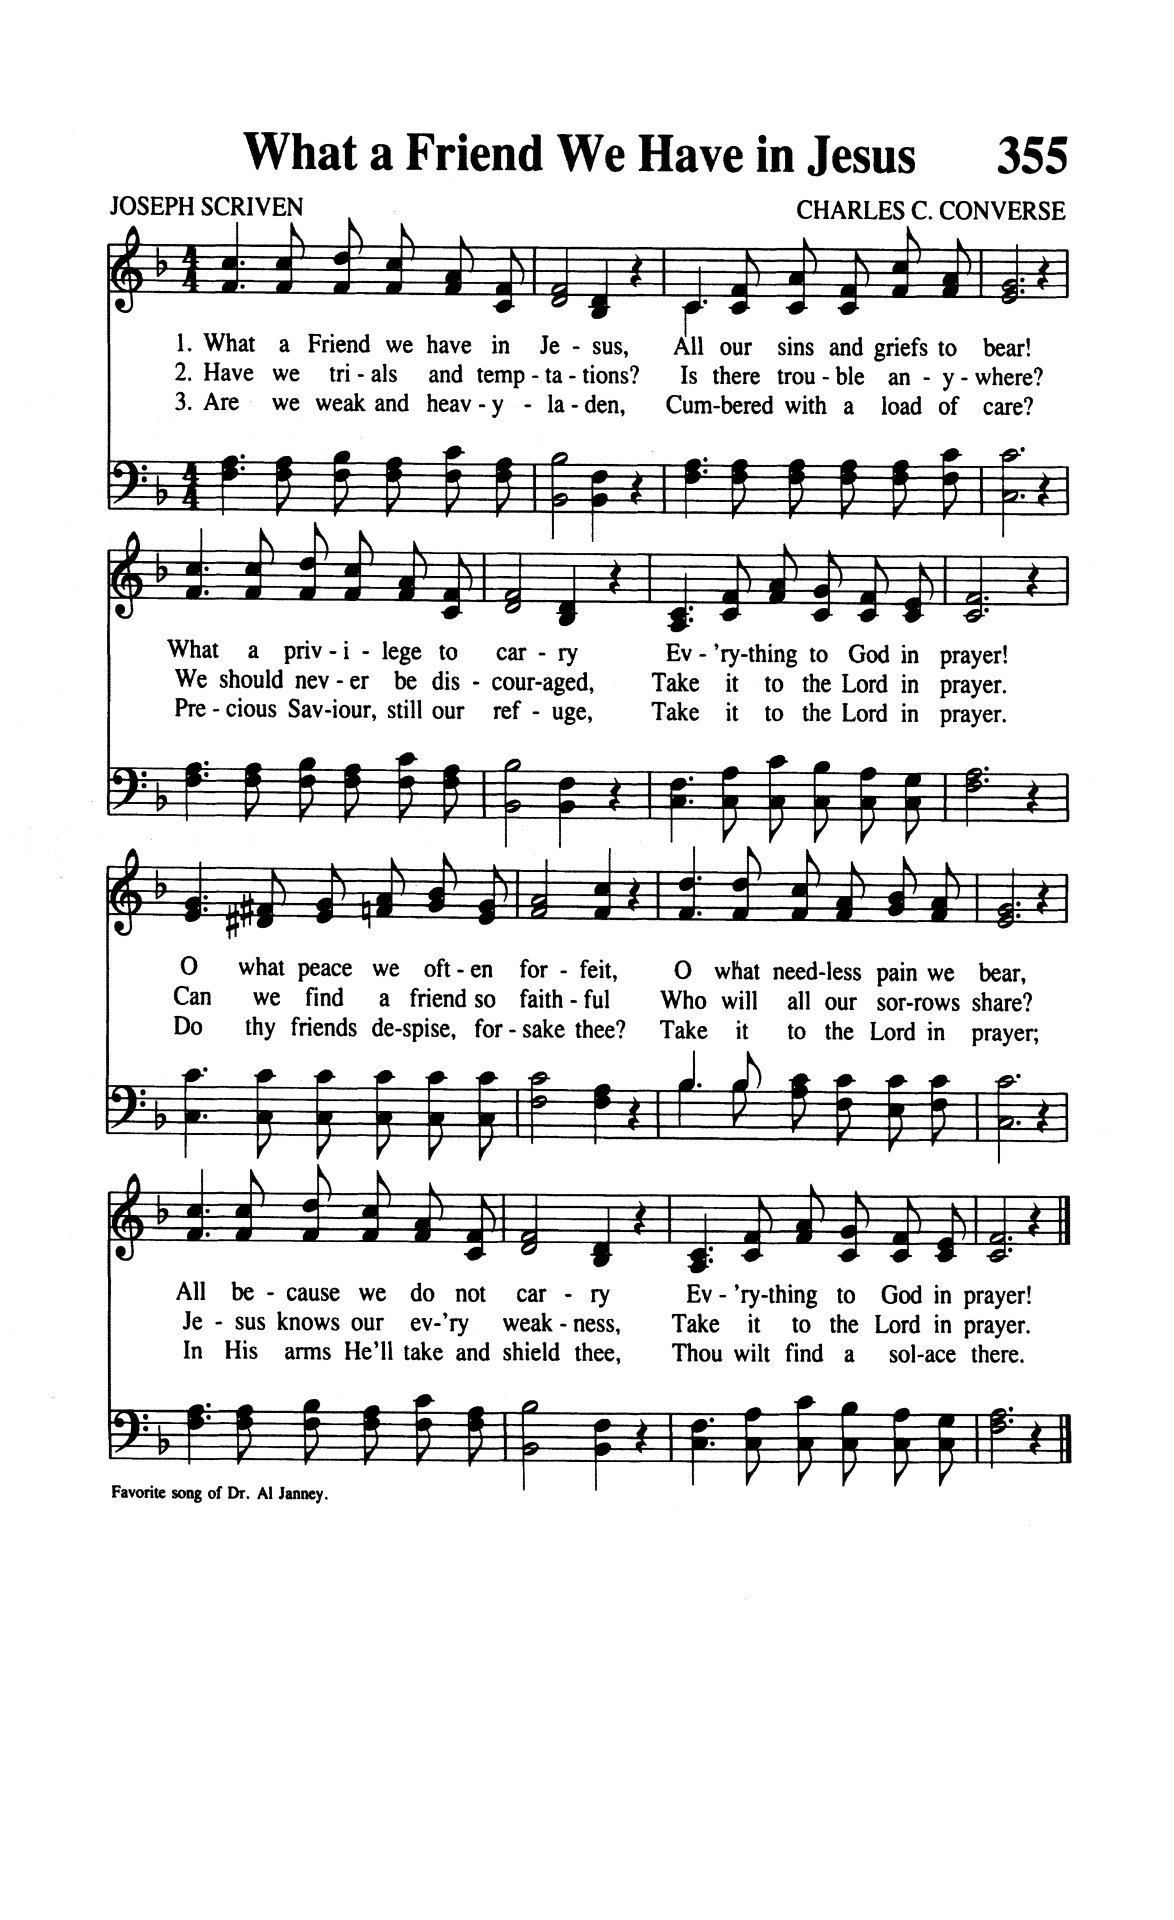 What a Friend We Have in Jesus 355
JOSEPH SCRIVEN CHARLES C. CONVERSE
1. What a Friend we have in Je - sus, All our sins and griefs to bear!
2. Have we tri - als and temp - ta - tions? Is there trou - ble an - y - where?
3. Are we weak and heav - y - la - den, Cum-bered with a load of care?
What a priv - i - lege to car - ry Ev - 'ry-thing to God in prayer!
We should nev - er be dis - cour-aged, Take it to the Lord in prayer.
Pre - cious Sav-iour, still our ref - uge, Take it to the Lord in prayer.
O what peace we oft - en for - feit, O what need-less pain we bear,
Can we find a friend so faith - ful Who will all our sor-rows share?
Do thy friends de-spise, for - sake thee? Take it to the Lord in prayer;
All be - cause we do not car - ry Ev - 'ry-thing to God in prayer!
Je - sus knows our ev-'ry weak - ness, Take it to the Lord in prayer.
In His arms He'll take and shield thee, Thou wilt find a sol-ace there.
Favorite song of Dr. Al Janney.